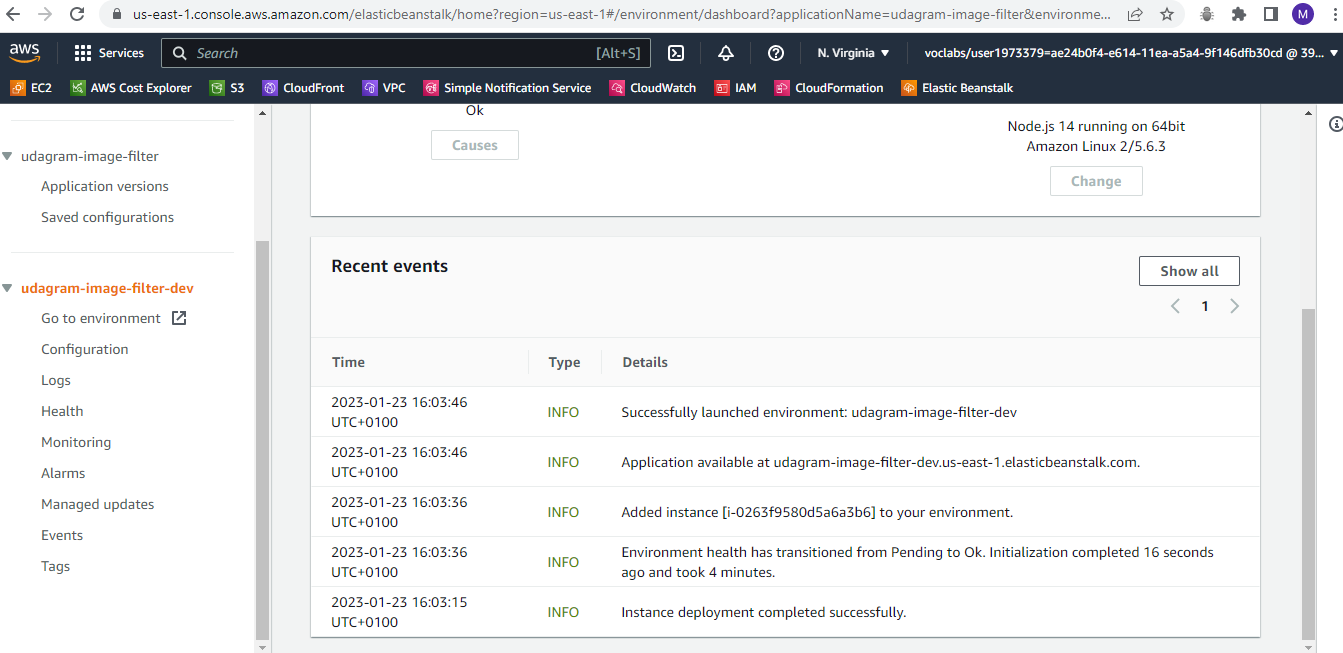 us-east-1.console.aws.amazon.com/elasticbeanstalk/home?region=us-east-1#/environment/dashboard?applicationName=udagram-image-filter&environme...
M
aws
Services
Search
[Alt+S]
N. Virginia
voclabs/user1973379=ae24b0f4-e614-11ea-a5a4-9f146dfb30cd @ 39...
EC2
AWS Cost Explorer
S3
CloudFront
VPC
Simple Notification Service
CloudWatch
IAM
CloudFormation
Elastic Beanstalk
udagram-image-filter
Application versions
Saved configurations
udagram-image-filter-dev
Go to environment
Configuration
Logs
Health
Monitoring
Alarms
Managed updates
Events
Tags
Ok
Causes
Node.js 14 running on 64bit
Amazon Linux 2/5.6.3
Change
Recent events
Show all
1
Time Type Details
2023-01-23 16:03:46
UTC+0100
INFO
Successfully launched environment: udagram-image-filter-dev
2023-01-23 16:03:46
UTC+0100
INFO
Application available at udagram-image-filter-dev.us-east-1.elasticbeanstalk.com.
2023-01-23 16:03:36
UTC+0100
INFO
Added instance [i-0263f9580d5a6a3b6] to your environment.
2023-01-23 16:03:36
UTC+0100
INFO
Environment health has transitioned from Pending to Ok. Initialization completed 16 seconds
ago and took 4 minutes.
2023-01-23 16:03:15
UTC+0100
INFO
Instance deployment completed successfully.